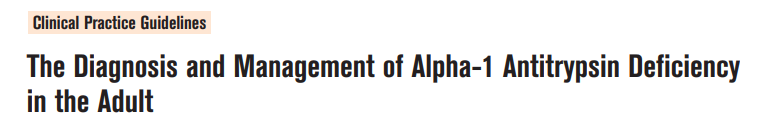 Clinical Practice Guidelines
The Diagnosis and Management of Alpha-1 Antitrypsin Deficiency
in the Adult